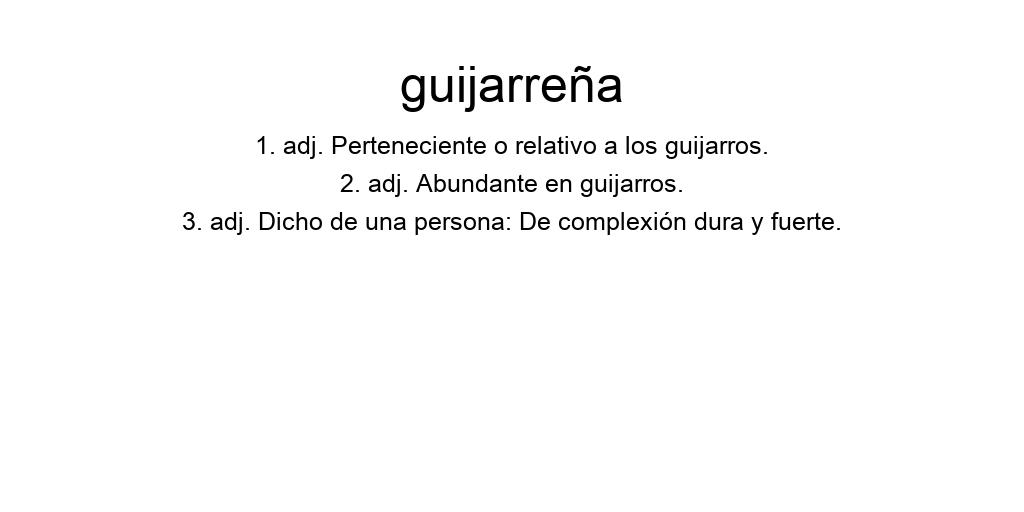 guijarreña
1. adj. Perteneciente o relativo a los guijarros.
2. adj. Abundante en guijarros.
3. adj. Dicho de una persona: De complexión dura y fuerte.